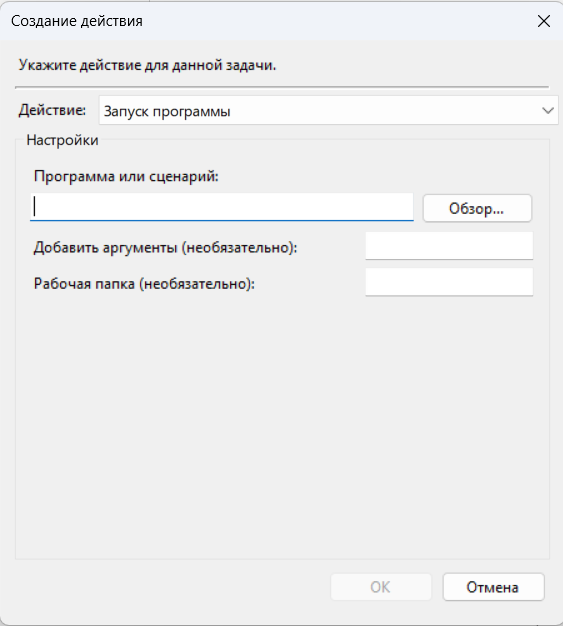 Создание действия
Укажите действие для данной задачи.
Действие: Запуск программы
Настройки
Программа или сценарий:
Обзор...
Добавить аргументы (необязательно):
Рабочая папка (необязательно):
ОК Отмена